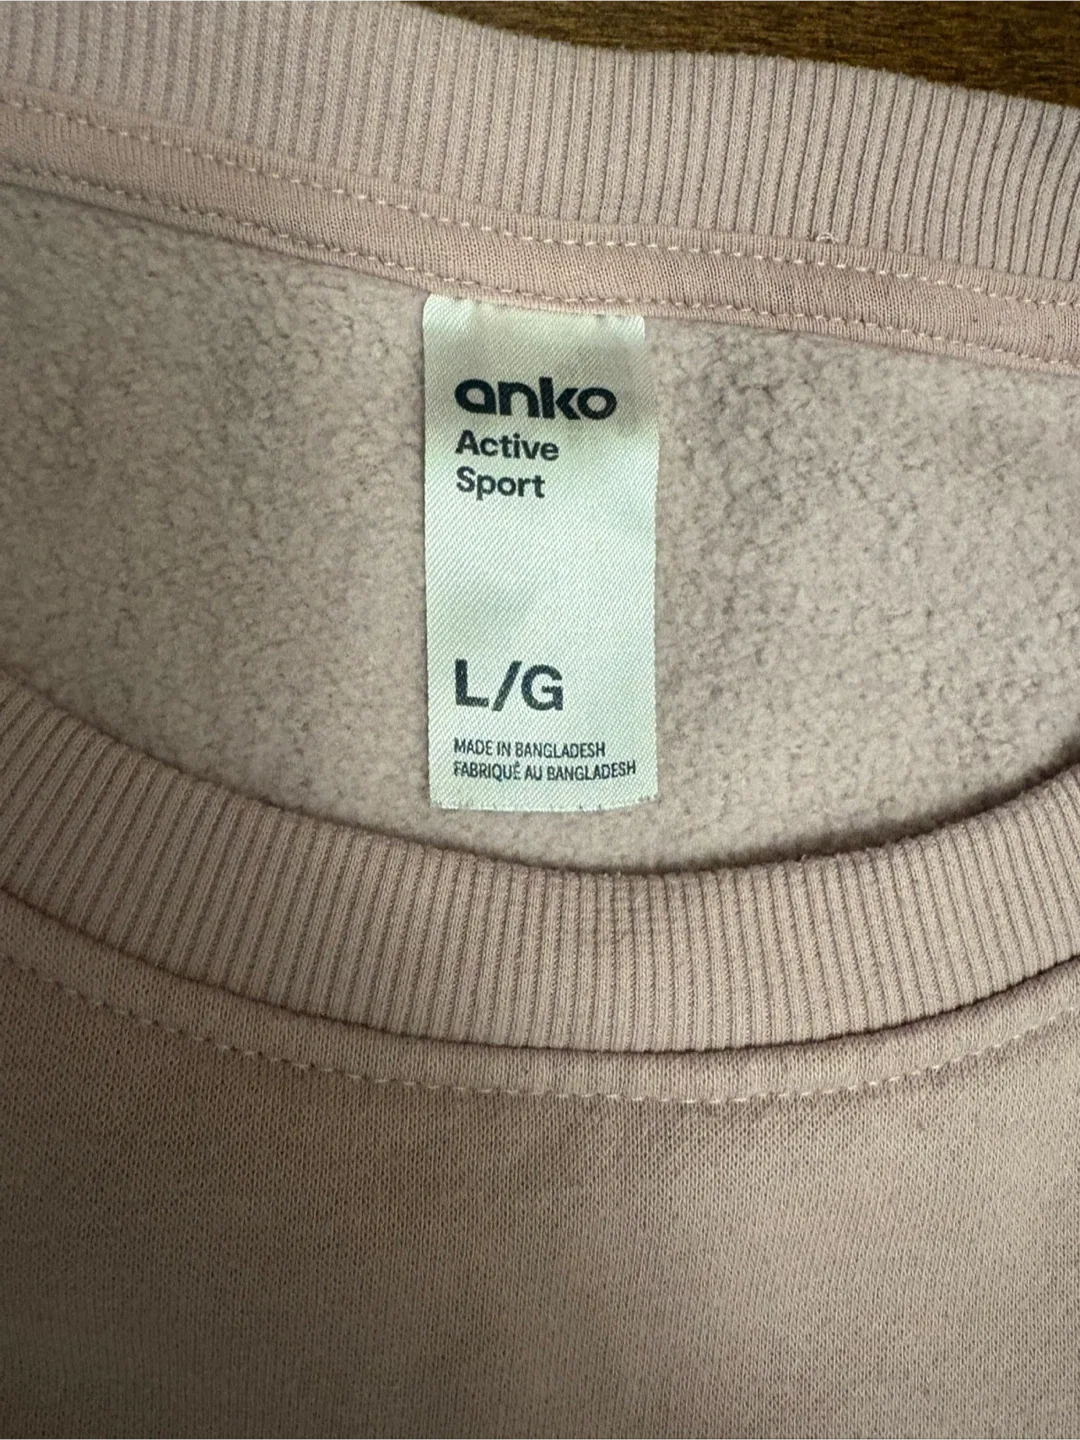 anko
Active
Sport
L/G
MADE IN BANGLADESH
FABRIQUÉ AU BANGLADESH